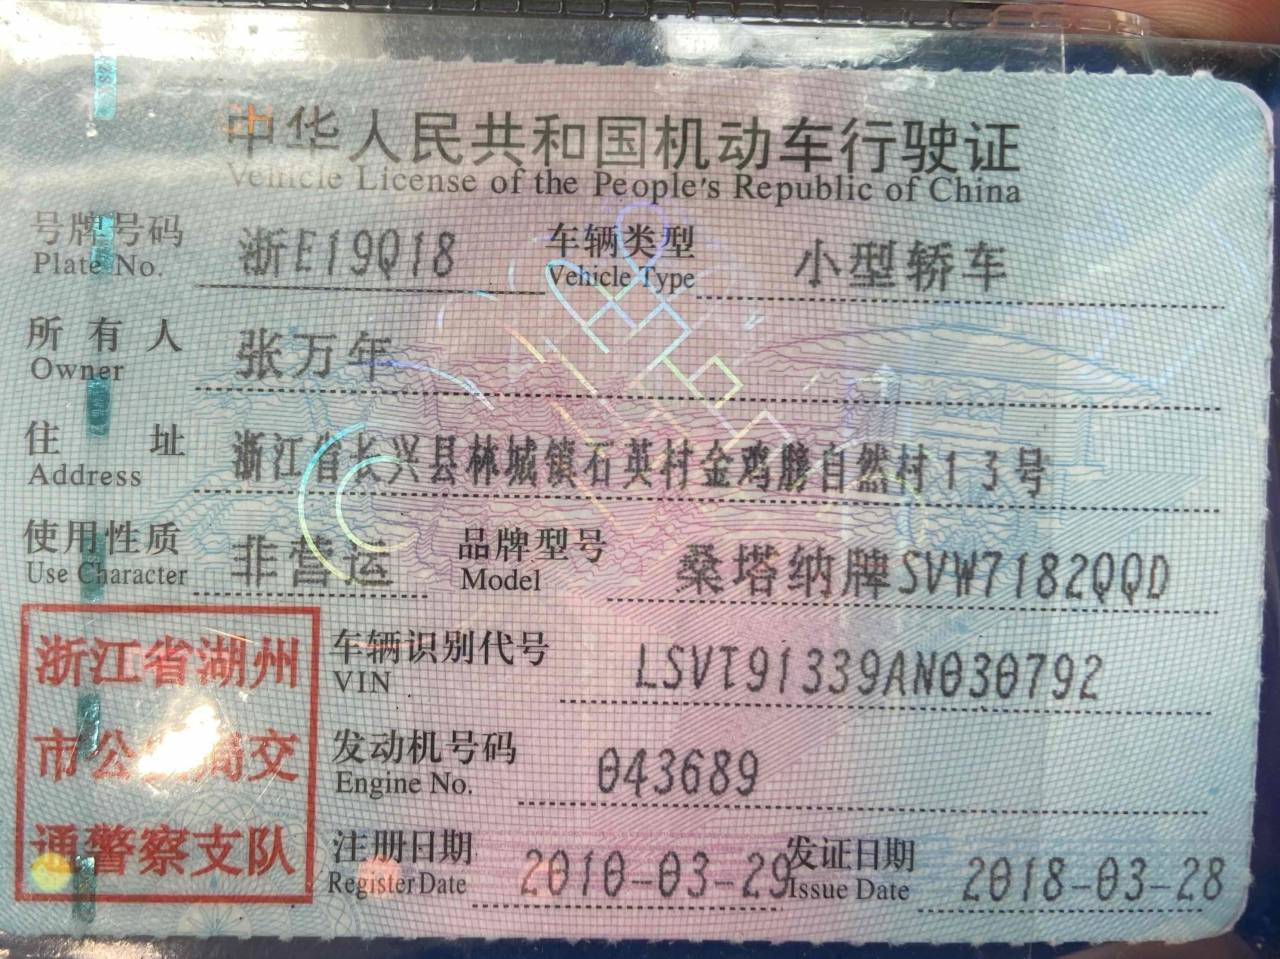 中华人民共和国机动车行驶证
Vehicle License of the People's Republic of China
号牌号码 浙E19Q18 车辆类型 小型轿车
Plate No. Vehicle Type
所有人 张万年
Owner
住址 浙江省长兴县林城镇石英村金鸡塝自然村13号
Address
使用性质 非营运 品牌型号 桑塔纳牌SVW7182QQD
Use Character Model
浙江省湖州
市公安局交
通警察支队
车辆识别代号 LSVT91339AN030792
VIN
发动机号码 043689
Engine No.
注册日期 2010-03-29 发证日期 2018-03-28
Register Date Issue Date